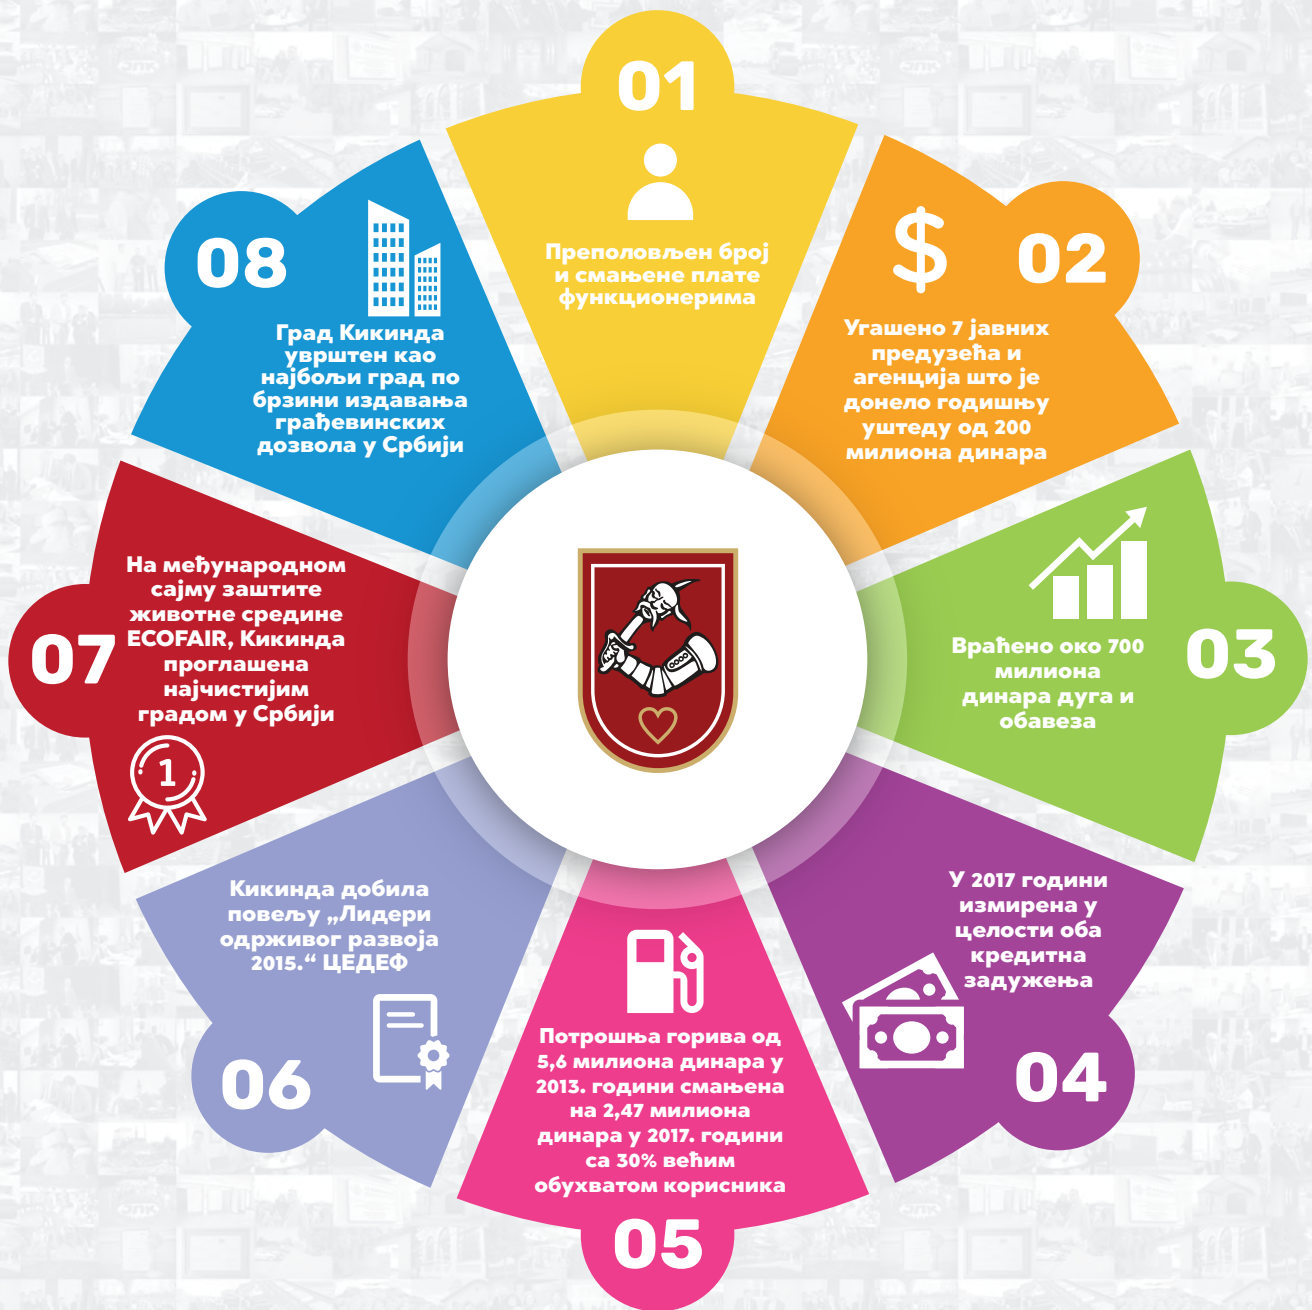 01
Преполовљен број
и смањене плате
функционерима
02
Угашено 7 јавних
предузећа и
агенција што је
донело годишњу
уштеду од 200
милиона динара
03
Враћено око 700
милиона
динара дуга и
обавеза
04
У 2017 години
измирена у
целости оба
кредитна
задужења
05
Потрошња горива од
5,6 милиона динара у
2013. години смањена
на 2,47 милиона
динара у 2017. години
са 30% већим
обухватом корисника
06
Кикинда добила
повељу „Лидери
одрживог развоја
2015.“ ЦЕДЕФ
07
На међународном
сајму заштите
животне средине
ECOFAIR, Кикинда
проглашена
најчистијим
градом у Србији
1
08
Град Кикинда
уврштен као
најбољи град по
брзини издавања
грађевинских
дозвола у Србији